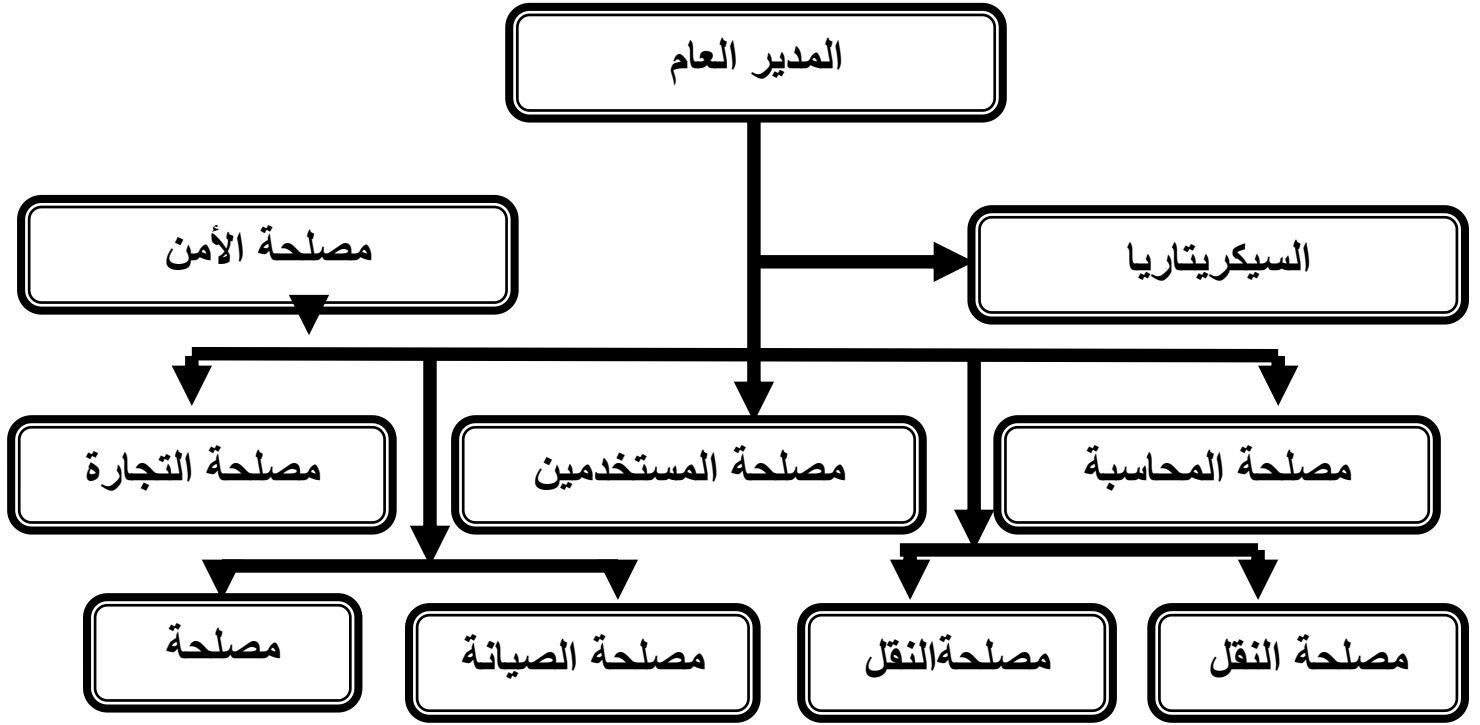 المدير العام
السيكريتاريا
مصلحة الأمن
مصلحة المحاسبة
مصلحة المستخدمين
مصلحة التجارة
مصلحة النقل
مصلحةالنقل
مصلحة الصيانة
مصلحة